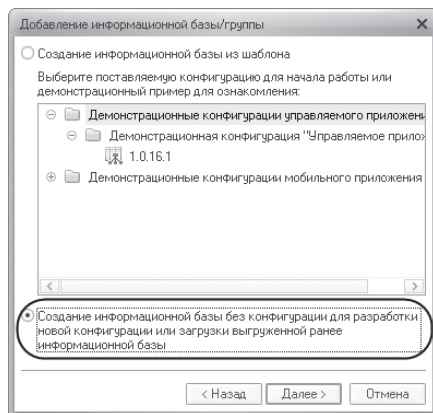 Добавление информационной базы/группы
Создание информационной базы из шаблона
Выберите поставляемую конфигурацию для начала работы или
демонстрационный пример для ознакомления:
Демонстрационные конфигурации управляемого приложени
Демонстрационная конфигурация "Управляемое прило
1.0.16.1
Демонстрационные конфигурации мобильного приложения
Создание информационной базы без конфигурации для разработки
новой конфигурации или загрузки выгруженной ранее
информационной базы
< Назад Далее > Отмена